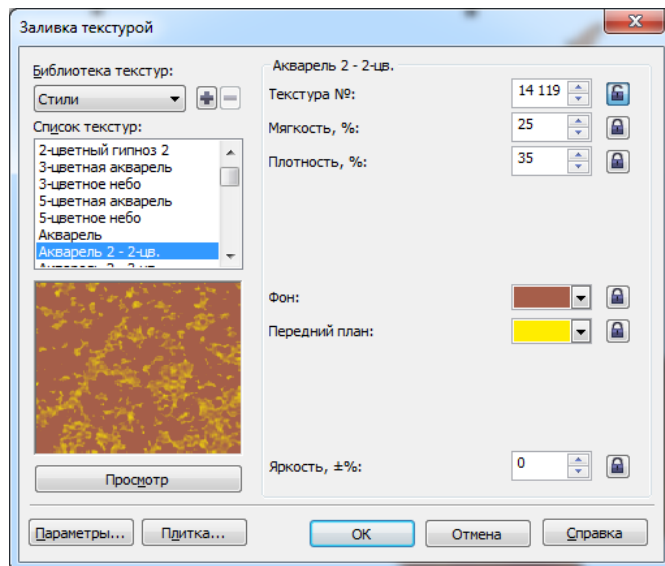 Заливка текстурой
Библиотека текстур:
Стили
Список текстур:
2-цветный гипноз 2
3-цветная акварель
3-цветное небо
5-цветная акварель
5-цветное небо
Акварель
Акварель 2 - 2-цв.
Просмотр
Акварель 2 - 2-цв.
Текстура №: 14 119
Мягкость, %: 25
Плотность, %: 35
Фон:
Передний план:
Яркость, ±%: 0
Параметры... Плитка... ОК Отмена Справка